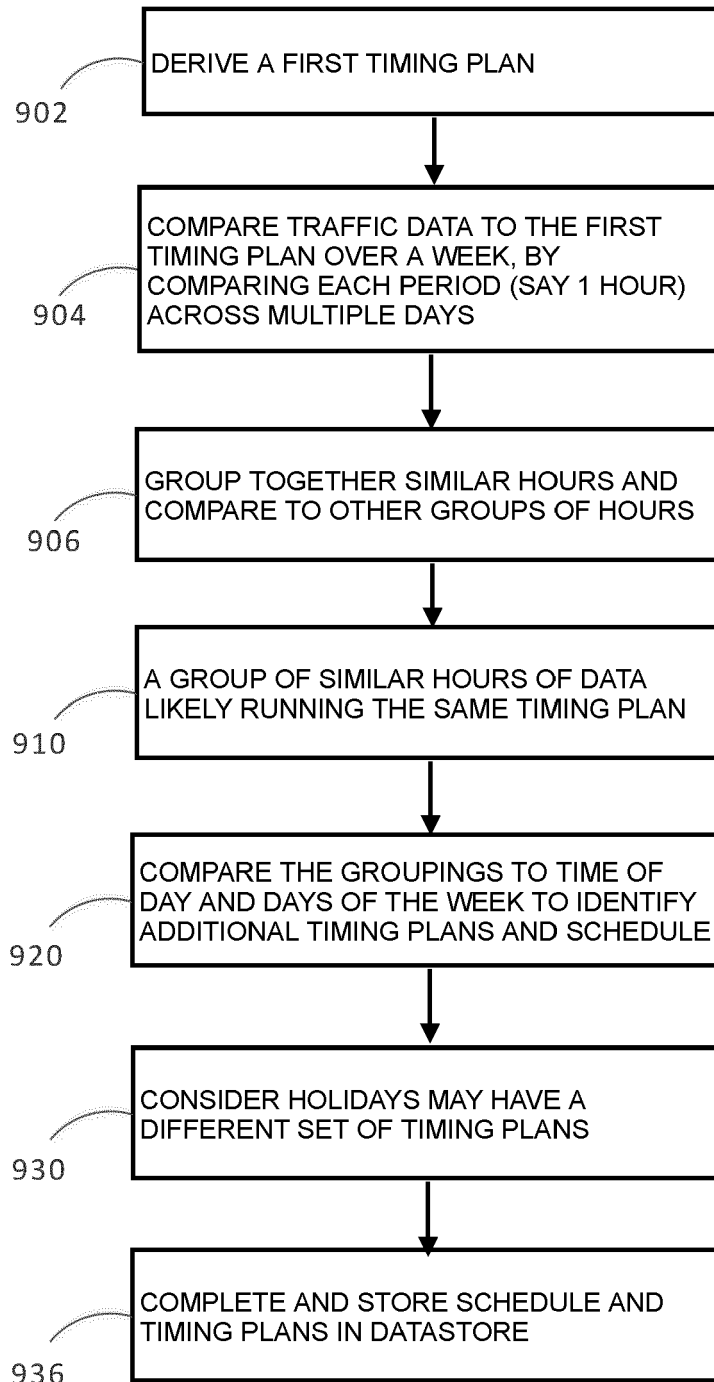 DERIVE A FIRST TIMING PLAN
902
COMPARE TRAFFIC DATA TO THE FIRST
TIMING PLAN OVER A WEEK, BY
COMPARING EACH PERIOD (SAY 1 HOUR)
ACROSS MULTIPLE DAYS
904
GROUP TOGETHER SIMILAR HOURS AND
COMPARE TO OTHER GROUPS OF HOURS
906
A GROUP OF SIMILAR HOURS OF DATA
LIKELY RUNNING THE SAME TIMING PLAN
910
COMPARE THE GROUPINGS TO TIME OF
DAY AND DAYS OF THE WEEK TO IDENTIFY
ADDITIONAL TIMING PLANS AND SCHEDULE
920
CONSIDER HOLIDAYS MAY HAVE A
DIFFERENT SET OF TIMING PLANS
930
COMPLETE AND STORE SCHEDULE AND
TIMING PLANS IN DATASTORE
936